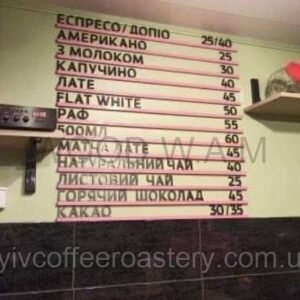 ЕСПРЕСО/ДОПІО 25/40
АМЕРИКАНО 25
З МОЛОКОМ 30
КАПУЧИНО 40
ЛАТЕ 45
FLAT WHITE 50
РАФ 55
500МЛ 60
МАТЧА ЛАТЕ 45
НАТУРАЛЬНИЙ ЧАЙ 40
ЛИСТОВИЙ ЧАЙ 25
ГОРЯЧИЙ ШОКОЛАД 45
КАКАО 30/35
yivcoffeeroastery.com.u